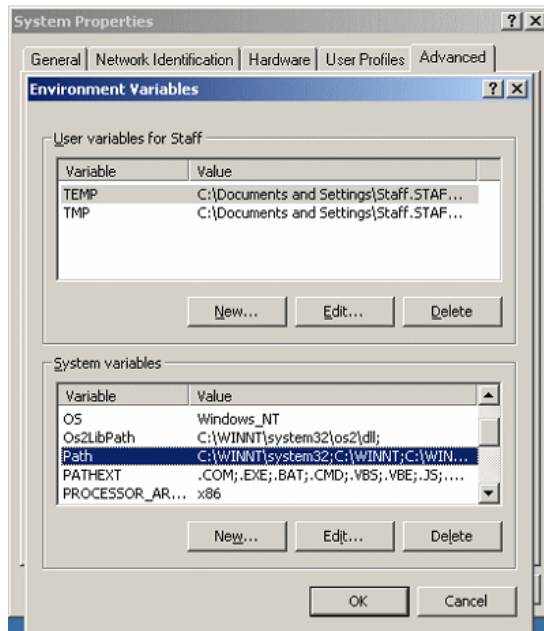 System Properties
General Network Identification Hardware User Profiles Advanced
Environment Variables
User variables for Staff
Variable Value
TEMP C:\Documents and Settings\Staff.STAF...
TMP C:\Documents and Settings\Staff.STAF...
New... Edit... Delete
System variables
Variable Value
OS Windows_NT
Os2LibPath C:\WINNT\system32\os2\dll;
Path C:\WINNT\system32;C:\WINNT;C:\WIN...
PATHEXT .COM;.EXE;.BAT;.CMD;.VBS;.VBE;.JS;....
PROCESSOR_AR... x86
New... Edit... Delete
OK Cancel